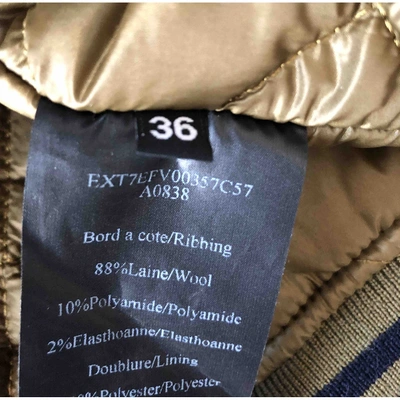 36
EXT7EFV00357C57
A0838
Bord a cote/Ribbing
88%Laine/Wool
10%Polyamide/Polyamide
2%Elasthoanne/Elasthoanne
Doublure/Lining
%Polyester/Polyester